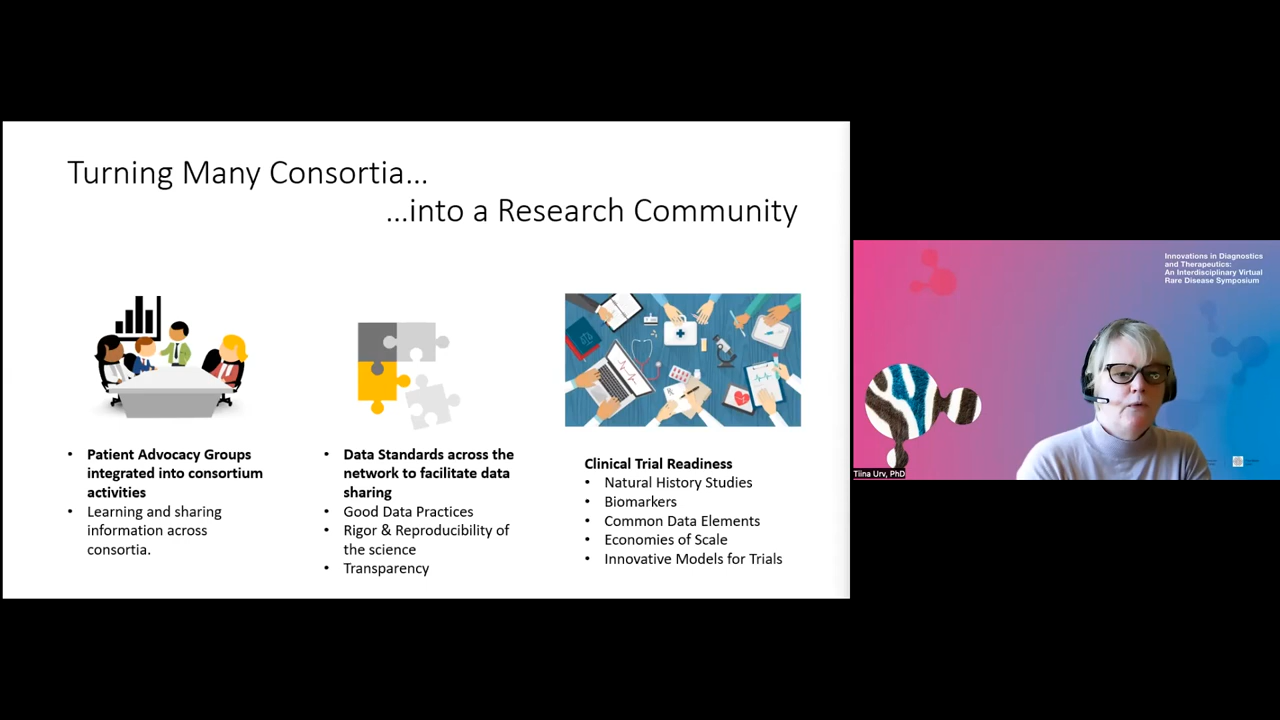 Turning Many Consortia...
...into a Research Community
• Patient Advocacy Groups
integrated into consortium
activities
• Learning and sharing
information across
consortia.
• Data Standards across the
network to facilitate data
sharing
• Good Data Practices
• Rigor & Reproducibility of
the science
• Transparency
Clinical Trial Readiness
• Natural History Studies
• Biomarkers
• Common Data Elements
• Economies of Scale
• Innovative Models for Trials
Innovations in Diagnostics
and Therapeutics:
An Interdisciplinary Virtual
Rare Disease Symposium
Tiina Urv, PhD